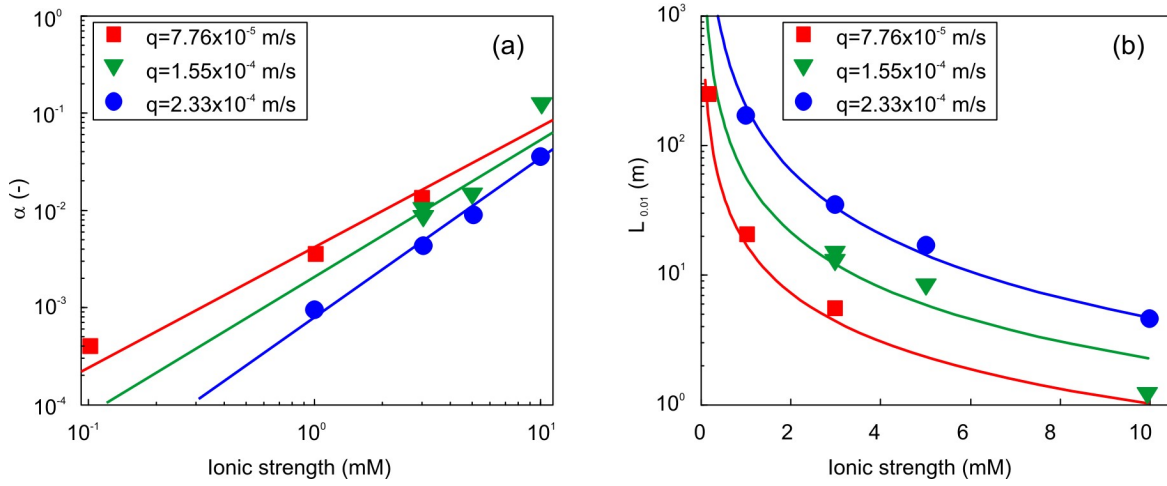 10⁰
10⁻¹
10⁻²
10⁻³
10⁻⁴
α (-)
q=7.76x10⁻⁵ m/s
q=1.55x10⁻⁴ m/s
q=2.33x10⁻⁴ m/s
(a)
10⁻¹ 10⁰ 10¹
Ionic strength (mM)
10³
10²
10¹
10⁰
L 0.01 (m)
q=7.76x10⁻⁵ m/s
q=1.55x10⁻⁴ m/s
q=2.33x10⁻⁴ m/s
(b)
0 2 4 6 8 10
Ionic strength (mM)